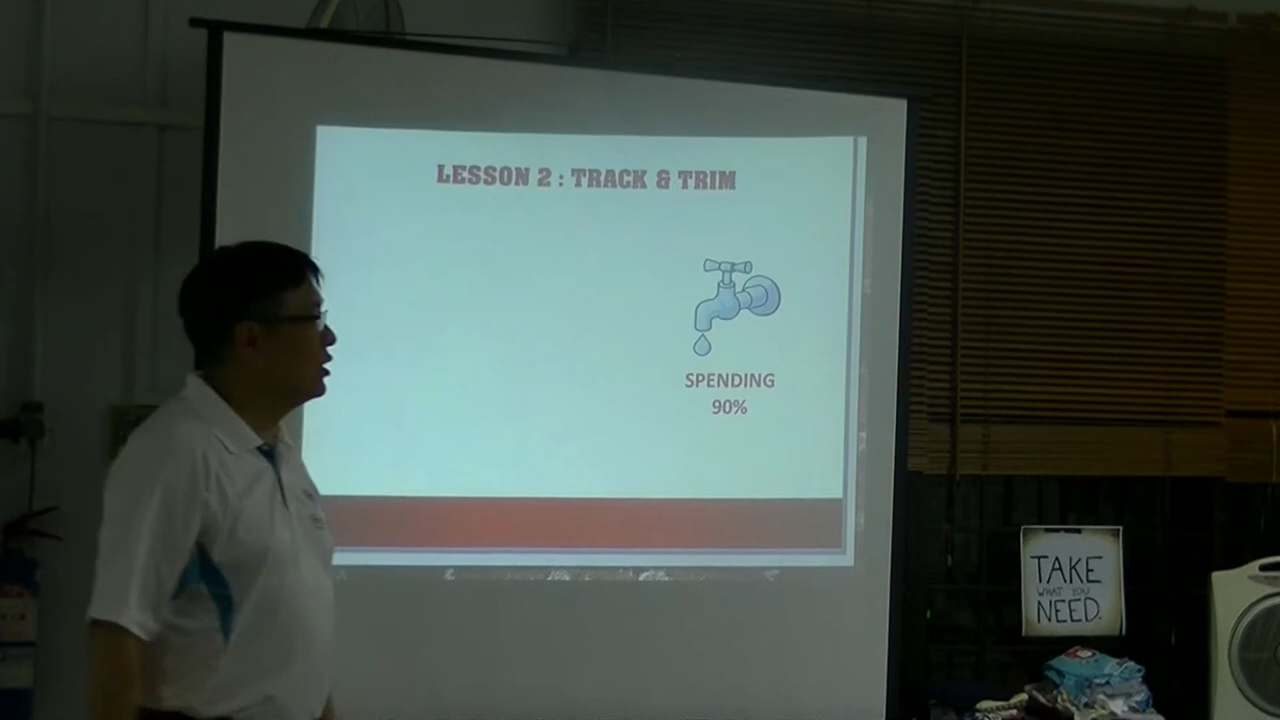 LESSON 2 : TRACK & TRIM
SPENDING
90%
TAKE
WHAT YOU
NEED.